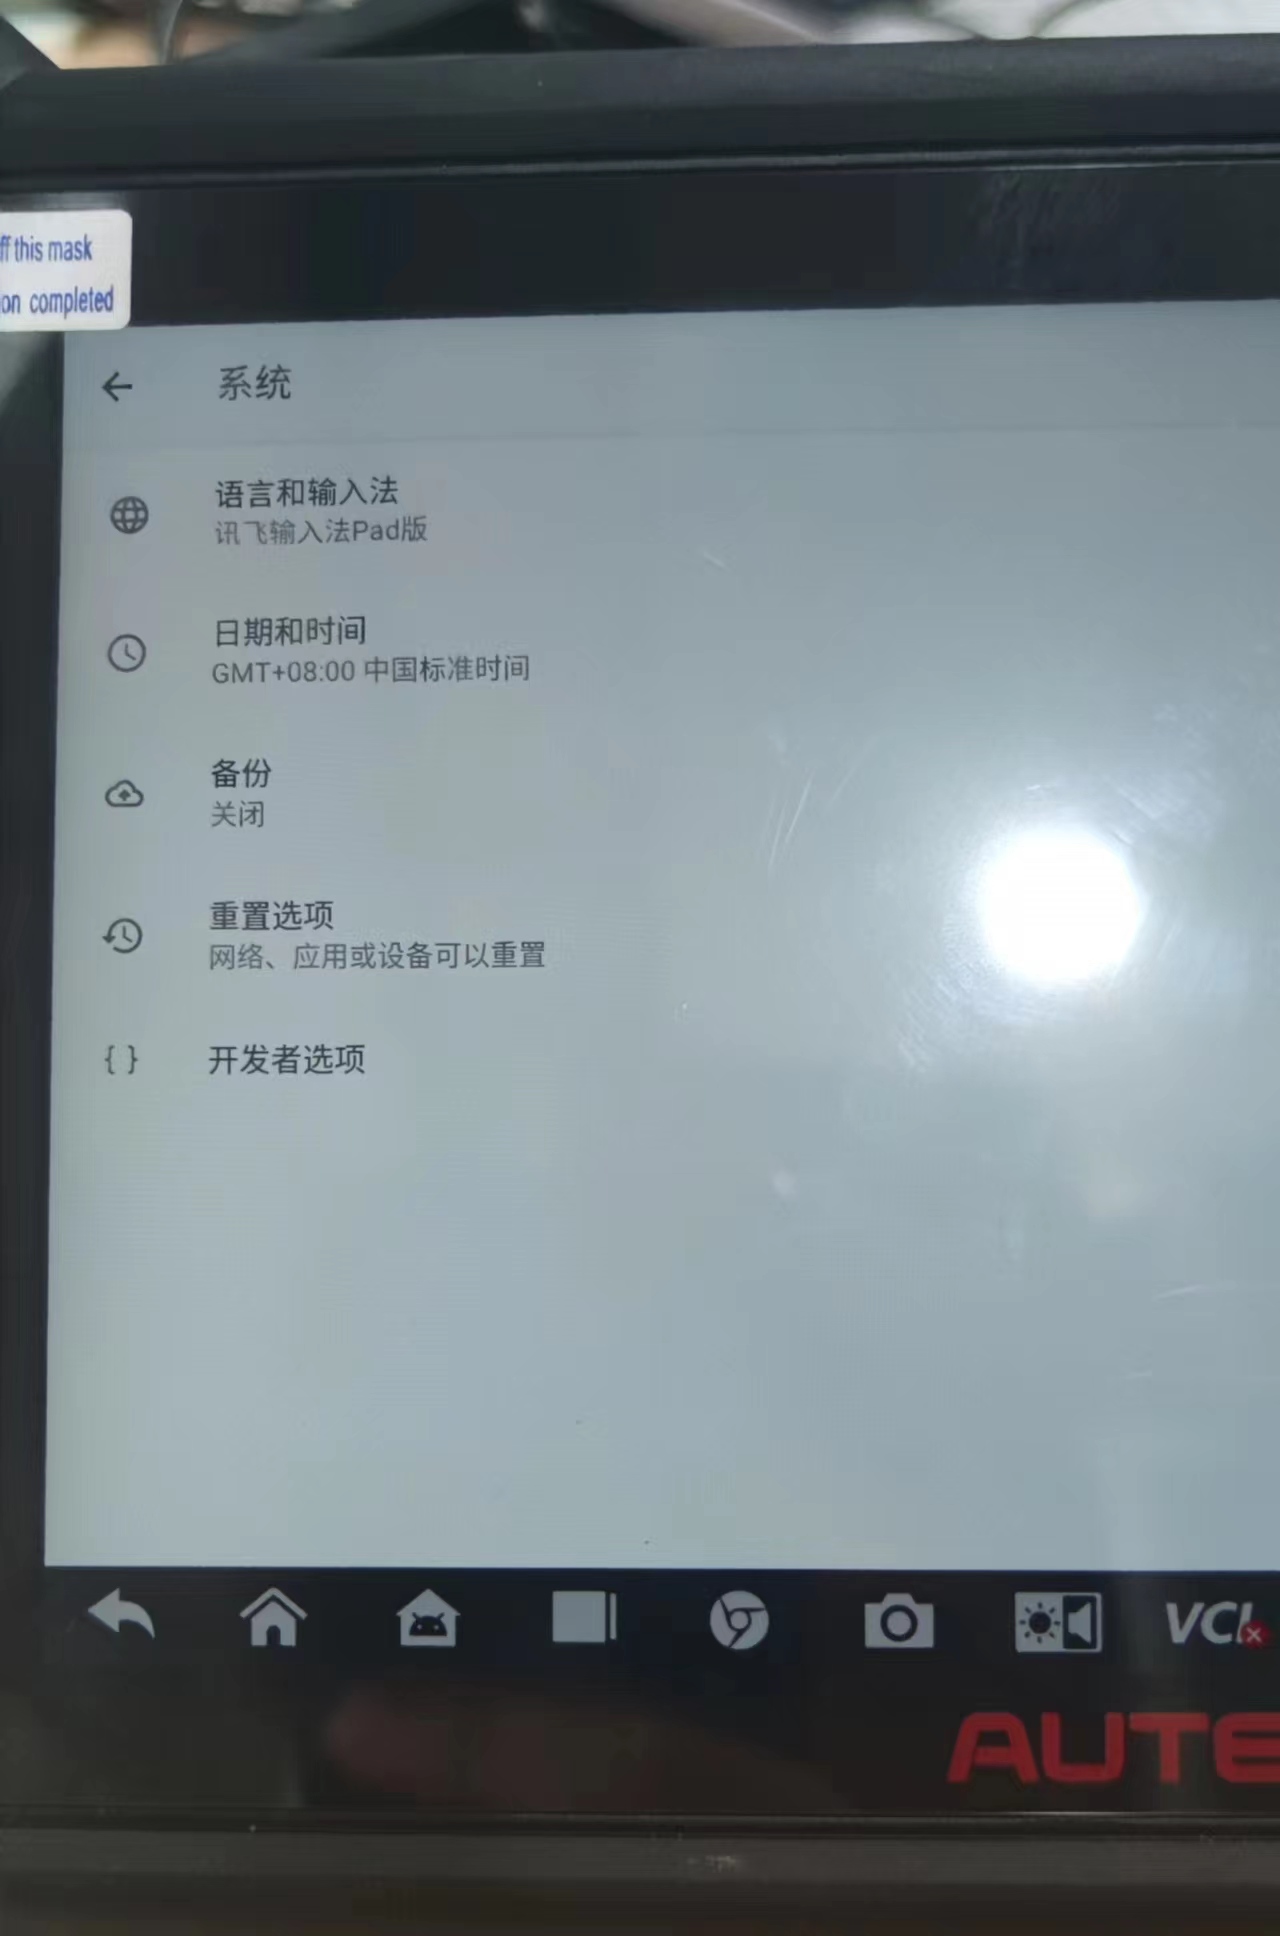 ff this mask
on completed
系统
语言和输入法
讯飞输入法Pad版
日期和时间
GMT+08:00 中国标准时间
备份
关闭
重置选项
网络、应用或设备可以重置
{ } 开发者选项
VCI
AUTE